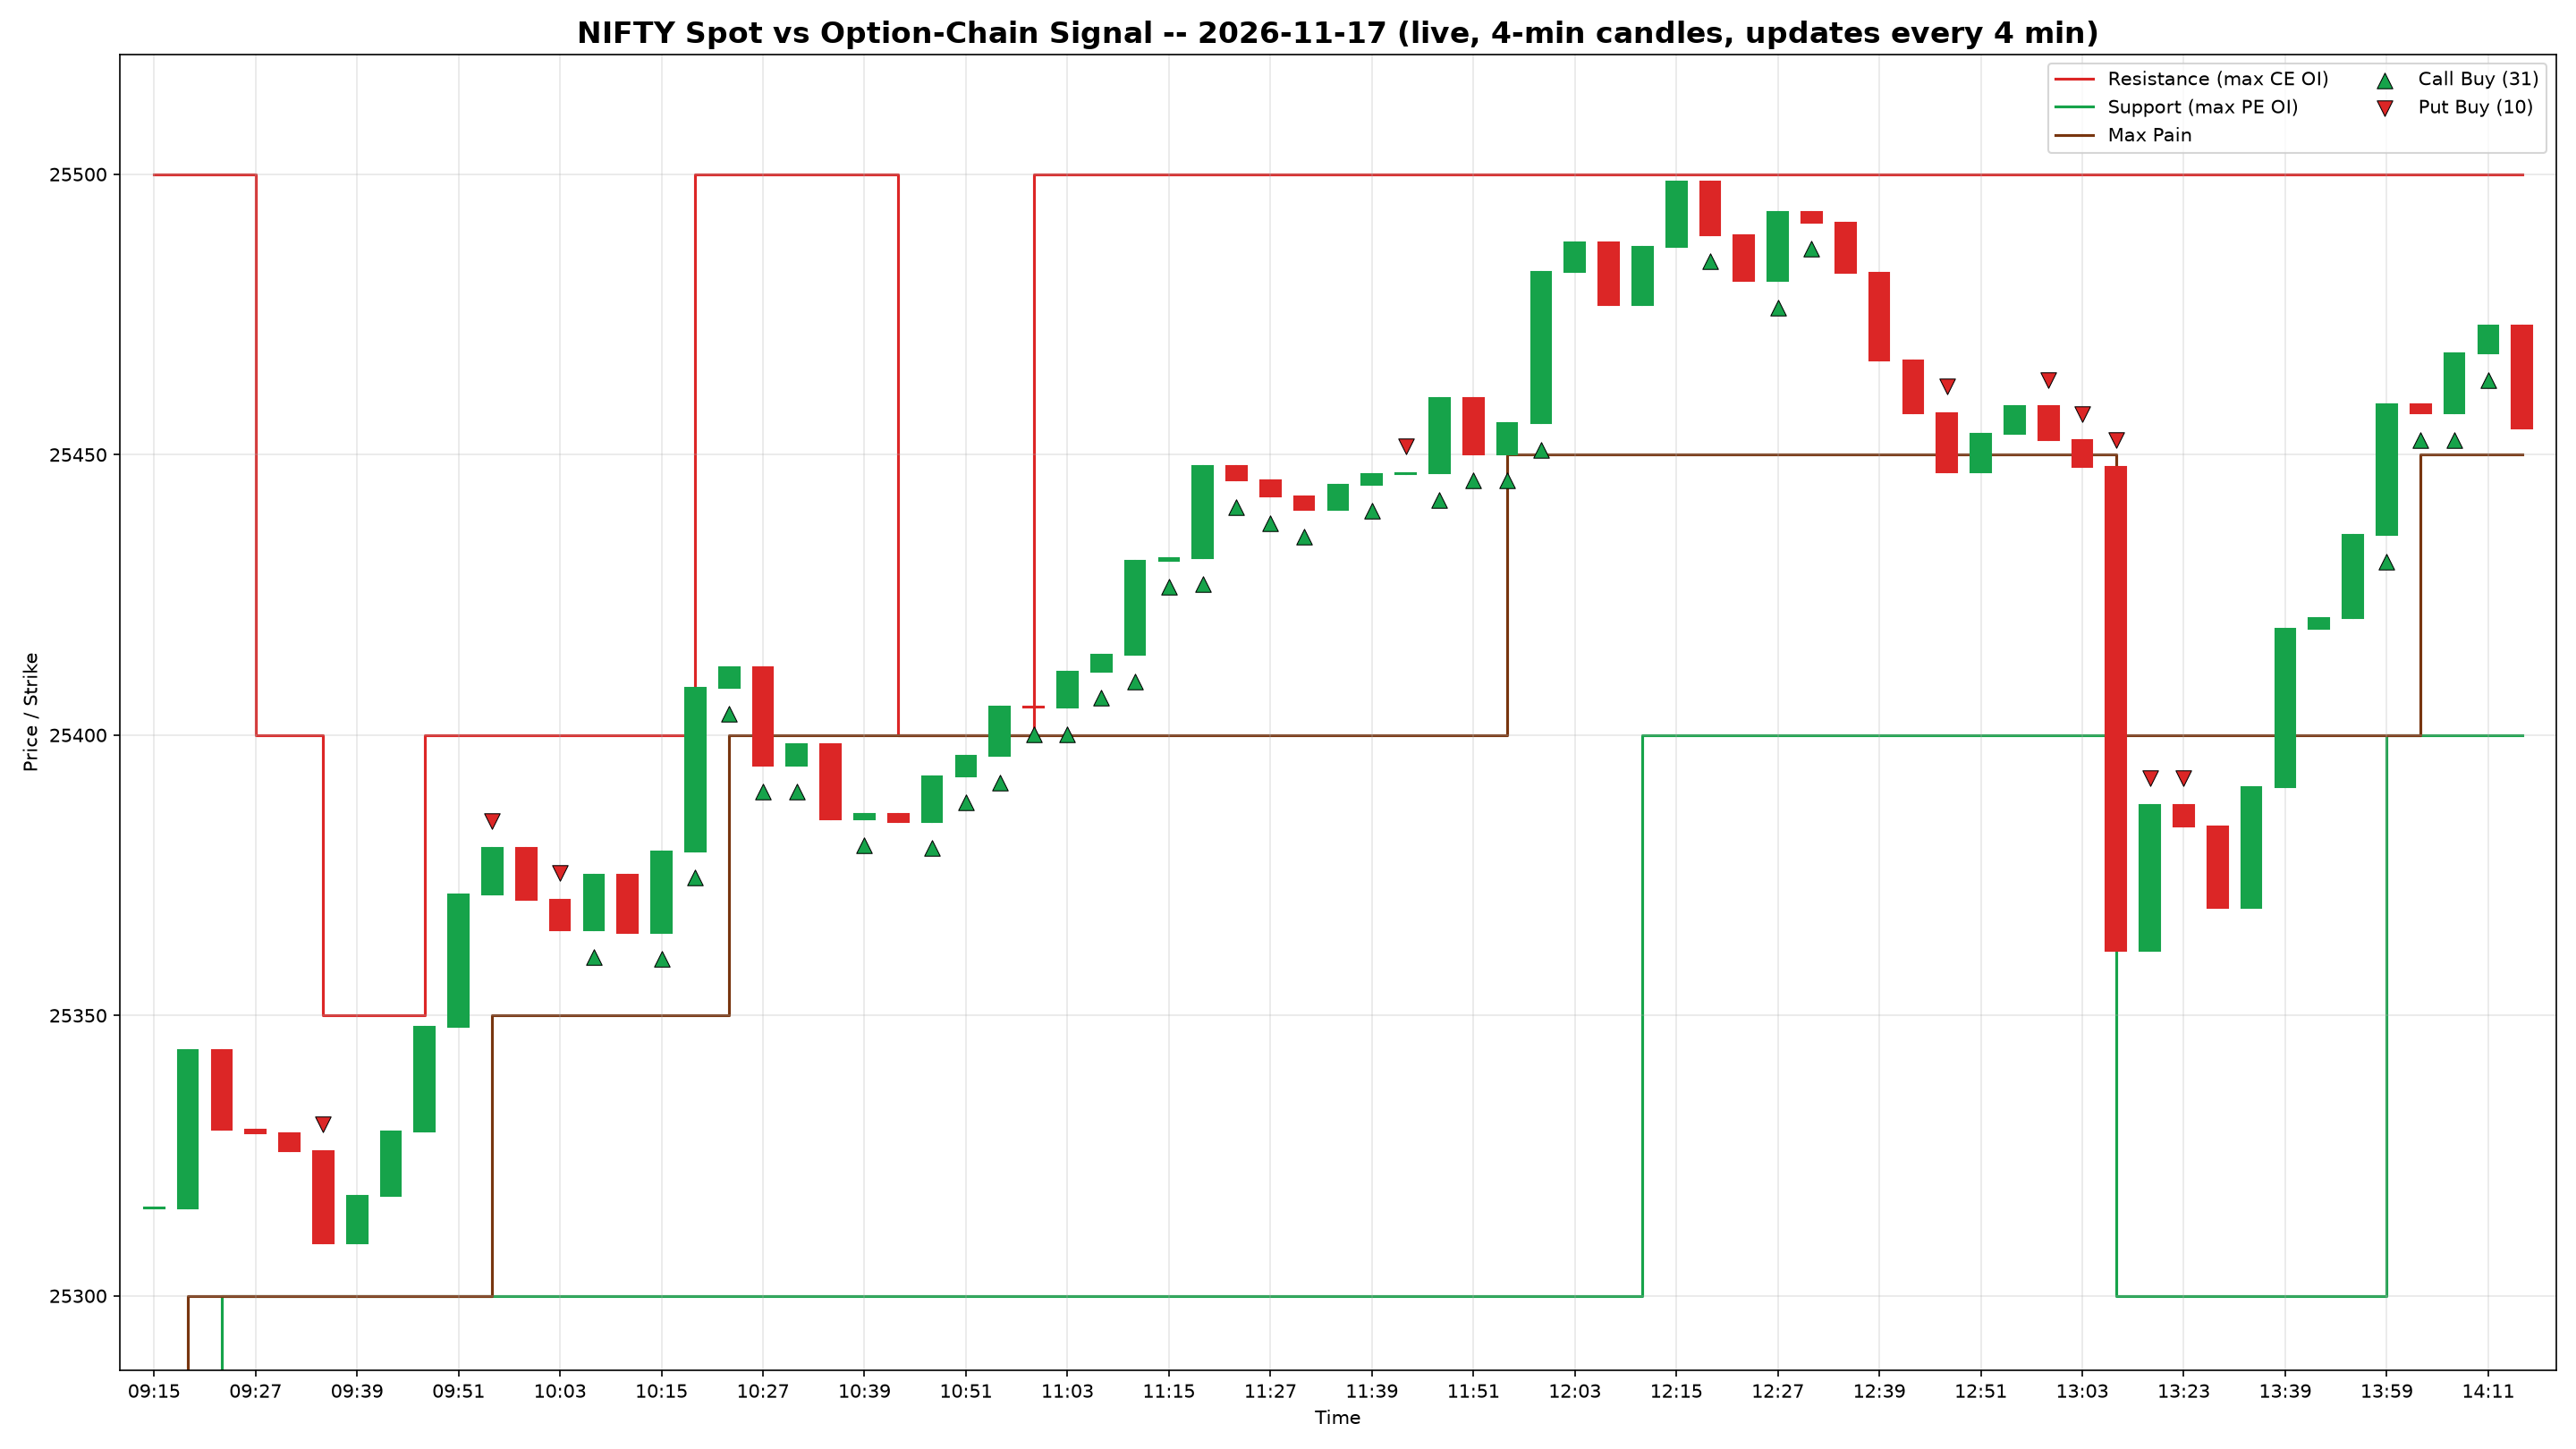 NIFTY Spot vs Option-Chain Signal -- 2026-11-17 (live, 4-min candles, updates every 4 min)
Resistance (max CE OI)
Support (max PE OI)
Max Pain
Call Buy (31)
Put Buy (10)
Price / Strike
25500
25450
25400
25350
25300
09:15 09:27 09:39 09:51 10:03 10:15 10:27 10:39 10:51 11:03 11:15 11:27 11:39 11:51 12:03 12:15 12:27 12:39 12:51 13:03 13:23 13:39 13:59 14:11
Time